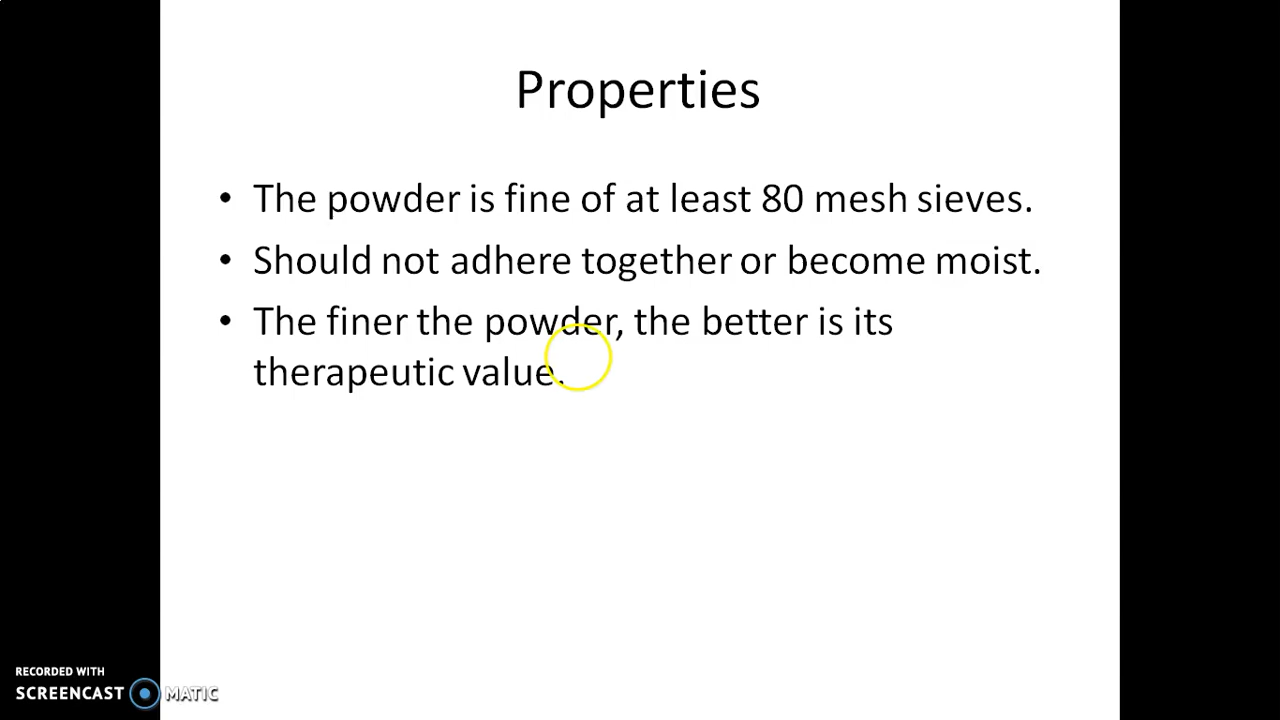 Properties
• The powder is fine of at least 80 mesh sieves.
• Should not adhere together or become moist.
• The finer the powder, the better is its
therapeutic value.
RECORDED WITH
SCREENCAST MATIC